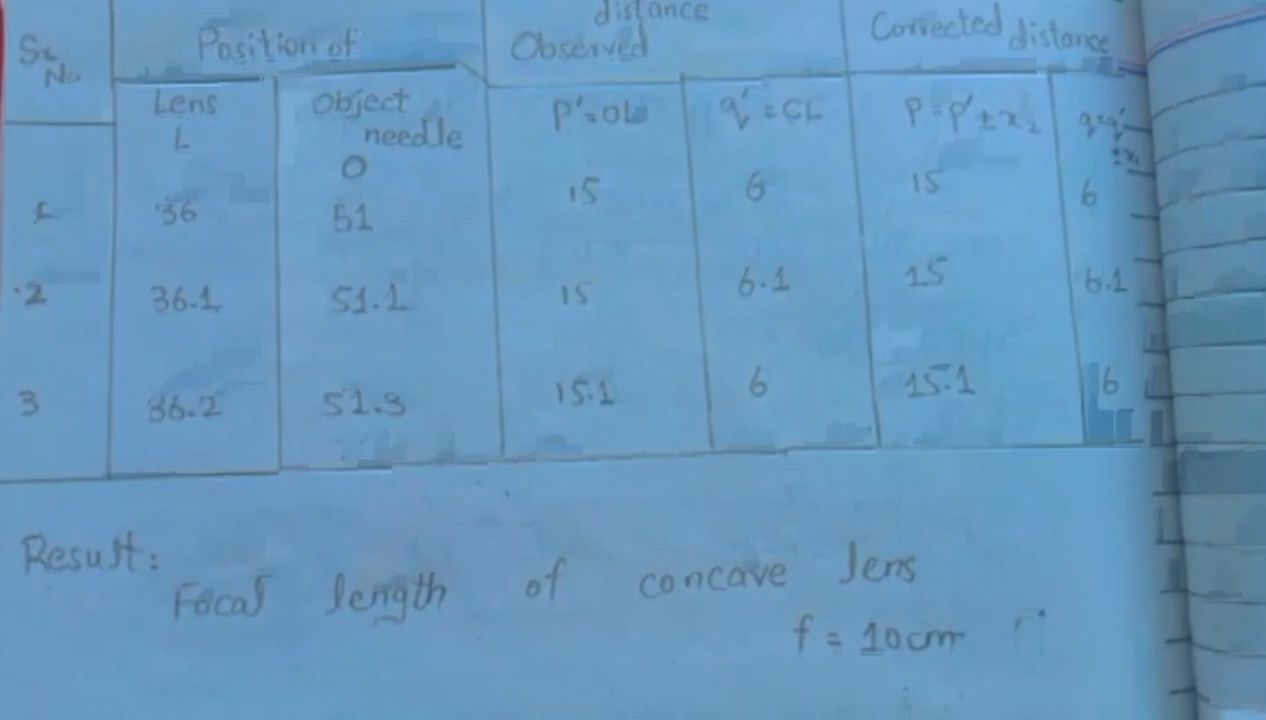 Sr. No | Position of | distance Observed | Corrected distance
Lens L | Object needle O | P' = OL | q' = CL | P = P' ± x₂ | q = q' ± x₁
1 | 36 | 51 | 15 | 6 | 15 | 6
2 | 36.1 | 51.1 | 15 | 6.1 | 15 | 6.1
3 | 36.2 | 51.3 | 15.1 | 6 | 15.1 | 6
Result:
Focal length of concave lens
f = 10cm